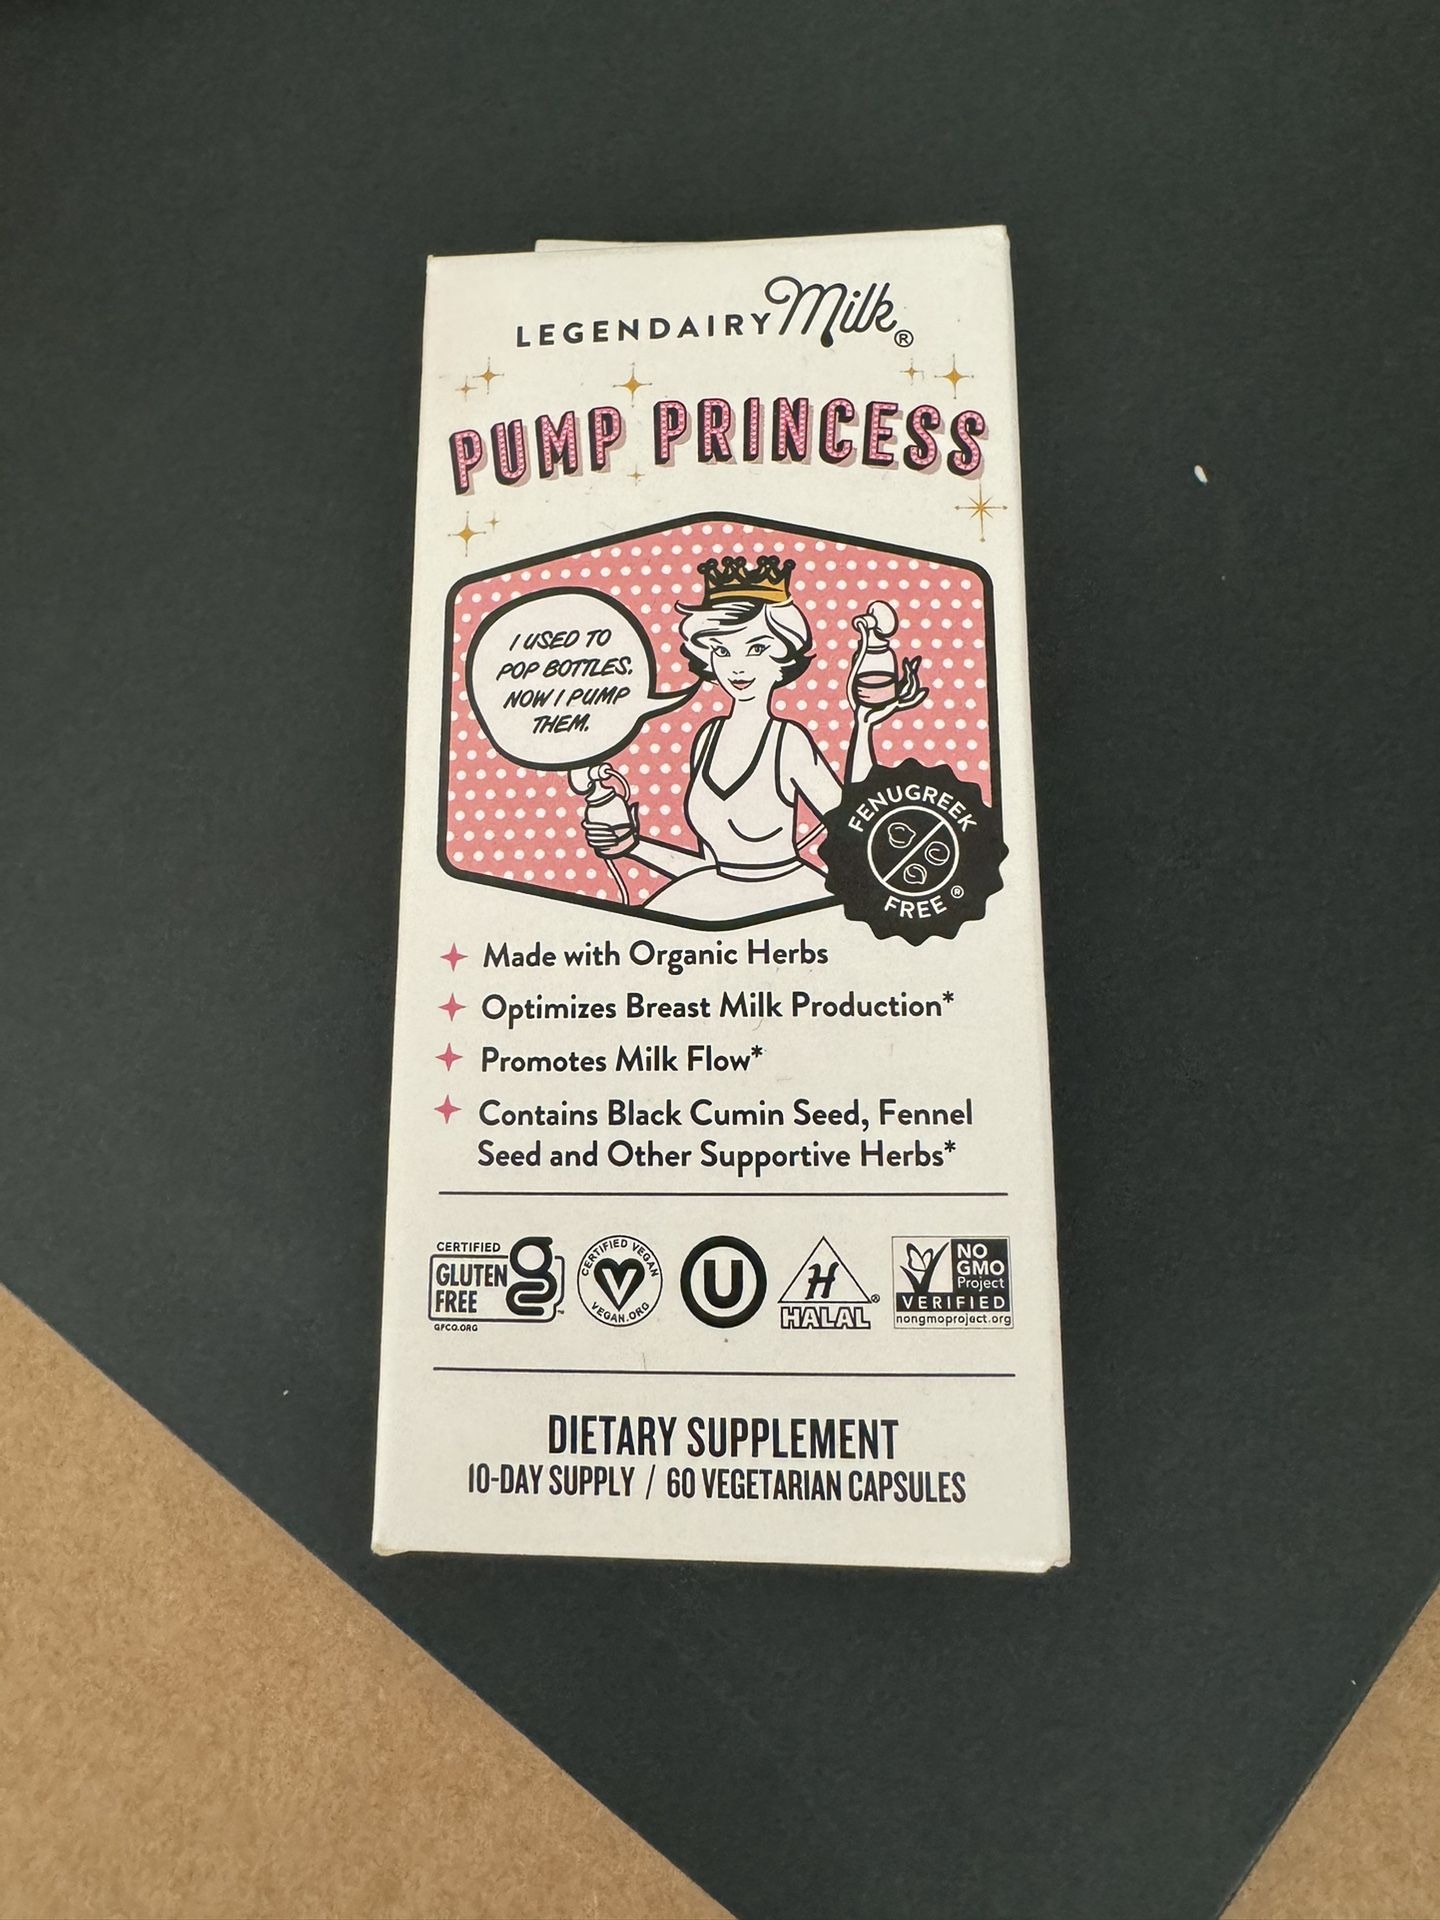 LEGENDAIRY Milk®
PUMP PRINCESS
I USED TO
POP BOTTLES.
NOW I PUMP
THEM.
FENUGREEK
FREE®
Made with Organic Herbs
Optimizes Breast Milk Production*
Promotes Milk Flow*
Contains Black Cumin Seed, Fennel
Seed and Other Supportive Herbs*
CERTIFIED
GLUTEN
FREE
g
™
GFCO.ORG
CERTIFIED VEGAN
V
VEGAN.ORG
U
H
HALAL®
NO
GMO
Project
VERIFIED
nongmoproject.org
DIETARY SUPPLEMENT
10-DAY SUPPLY / 60 VEGETARIAN CAPSULES